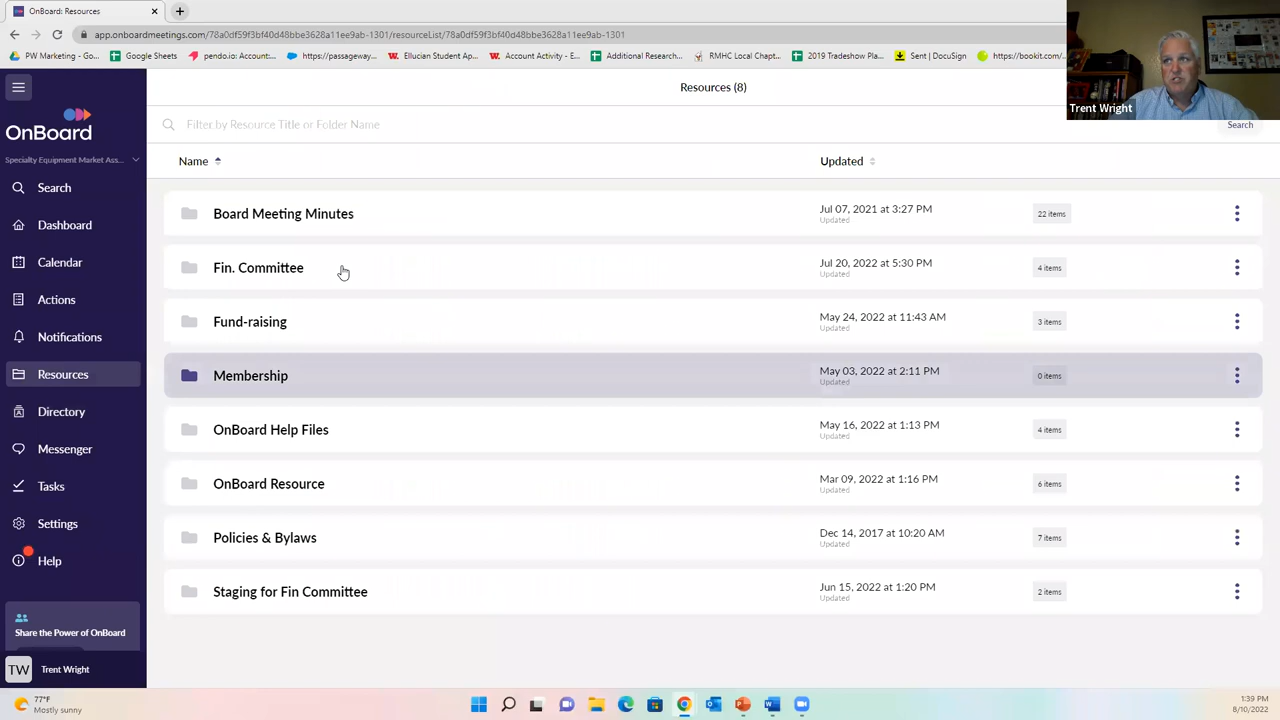 OnBoard: Resources
app.onboardmeetings.com/78a0df59f3bf40d48bbe3628a11e9ab-1301/resourceList/78a0df59f3bf40d48bbe3628a11e9ab-1301
PW Marketing - Go...
Google Sheets
pendo.io: Account:...
https://passagewa...
Ellucian Student Ap...
Account Activity - E...
Additional Research...
RMHC Local Chapt...
2019 Tradeshow Pla...
Sent | DocuSign
https://bookit.com/...
Trent Wright
OnBoard
Specialty Equipment Market Ass...
Search
Dashboard
Calendar
Actions
Notifications
Resources
Directory
Messenger
Tasks
Settings
Help
Share the Power of OnBoard
TW
Trent Wright
Resources (8)
Filter by Resource Title or Folder Name
Search
Name
Updated
Board Meeting Minutes
Jul 07, 2021 at 3:27 PM
Updated
22 items
Fin. Committee
Jul 20, 2022 at 5:30 PM
Updated
4 items
Fund-raising
May 24, 2022 at 11:43 AM
Updated
3 items
Membership
May 03, 2022 at 2:11 PM
Updated
0 items
OnBoard Help Files
May 16, 2022 at 1:13 PM
Updated
4 items
OnBoard Resource
Mar 09, 2022 at 1:16 PM
Updated
6 items
Policies & Bylaws
Dec 14, 2017 at 10:20 AM
Updated
7 items
Staging for Fin Committee
Jun 15, 2022 at 1:20 PM
Updated
2 items
77°F
Mostly sunny
1:39 PM
8/10/2022